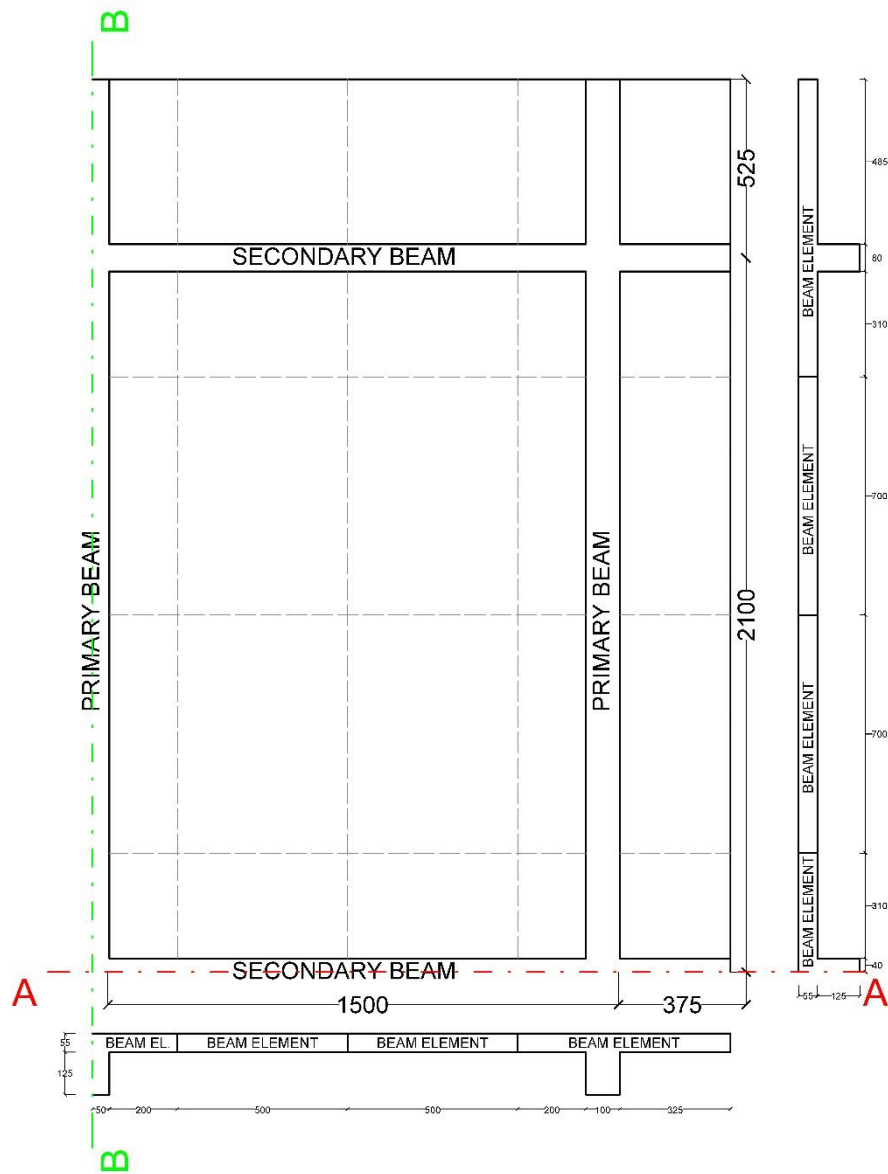 B
525
485
SECONDARY BEAM
BEAM ELEMENT
80
310
BEAM ELEMENT
700
PRIMARY BEAM
PRIMARY BEAM
2100
BEAM ELEMENT
700
BEAM ELEMENT
310
SECONDARY BEAM
40
A
A
1500
375
55
125
55
BEAM EL.
BEAM ELEMENT
BEAM ELEMENT
BEAM ELEMENT
125
50
200
500
500
200
100
325
B